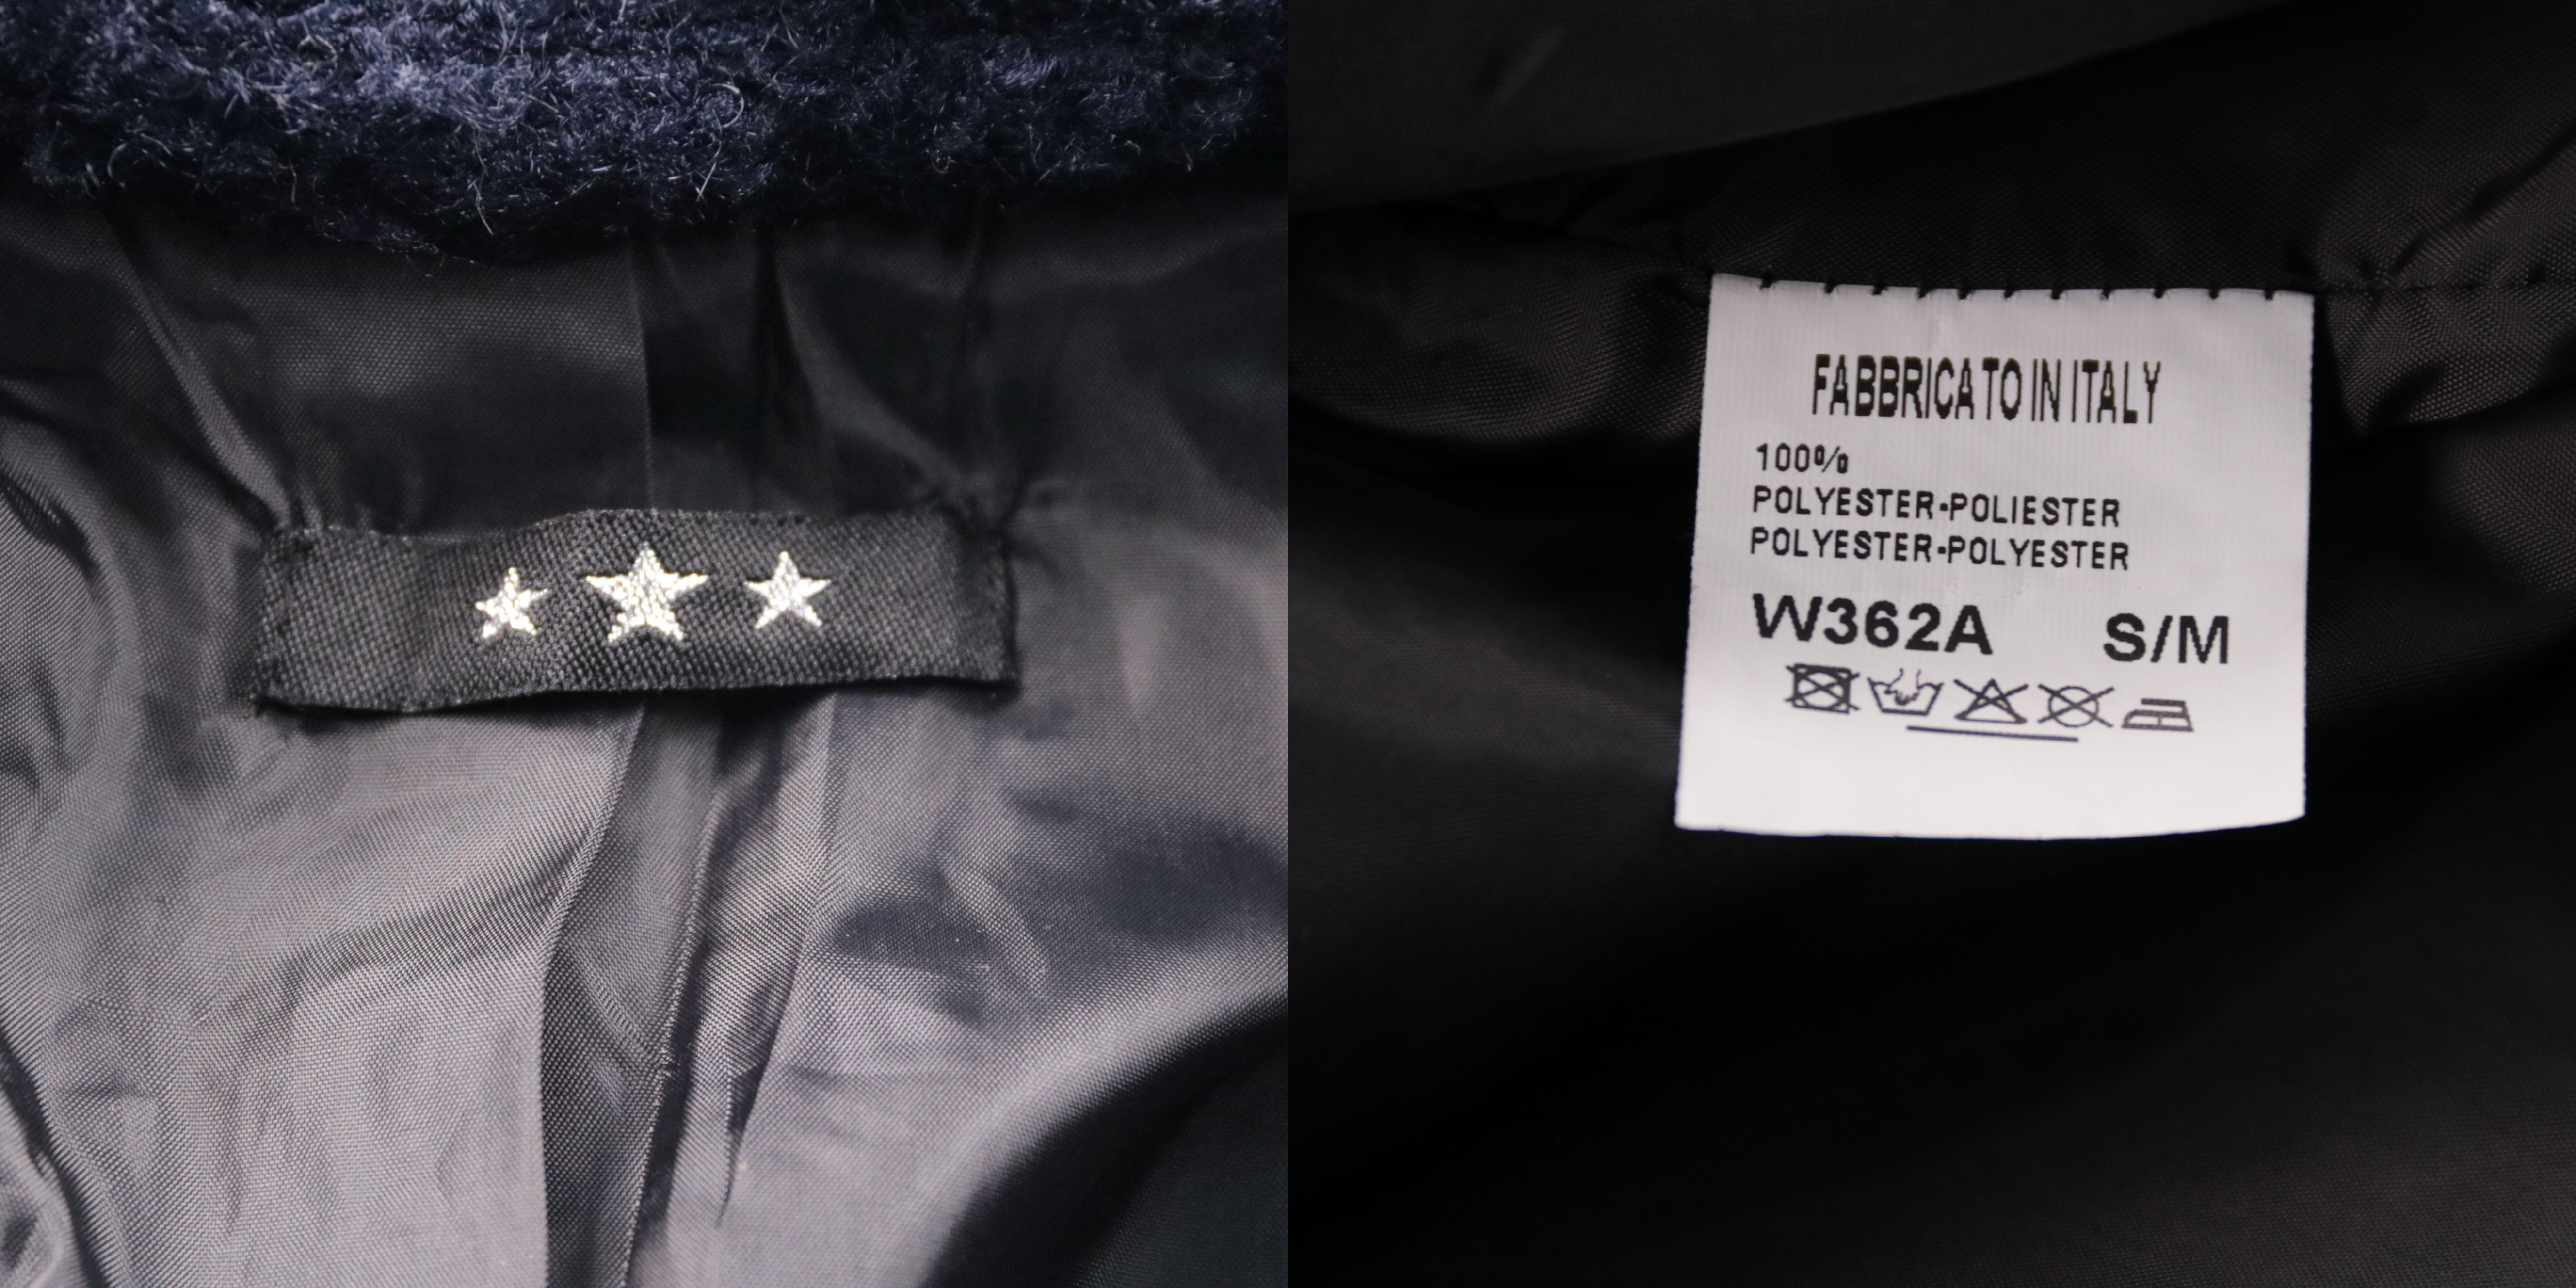 FABBRICATO IN ITALY
100%
POLYESTER-POLIESTER
POLYESTER-POLYESTER
W362A S/M